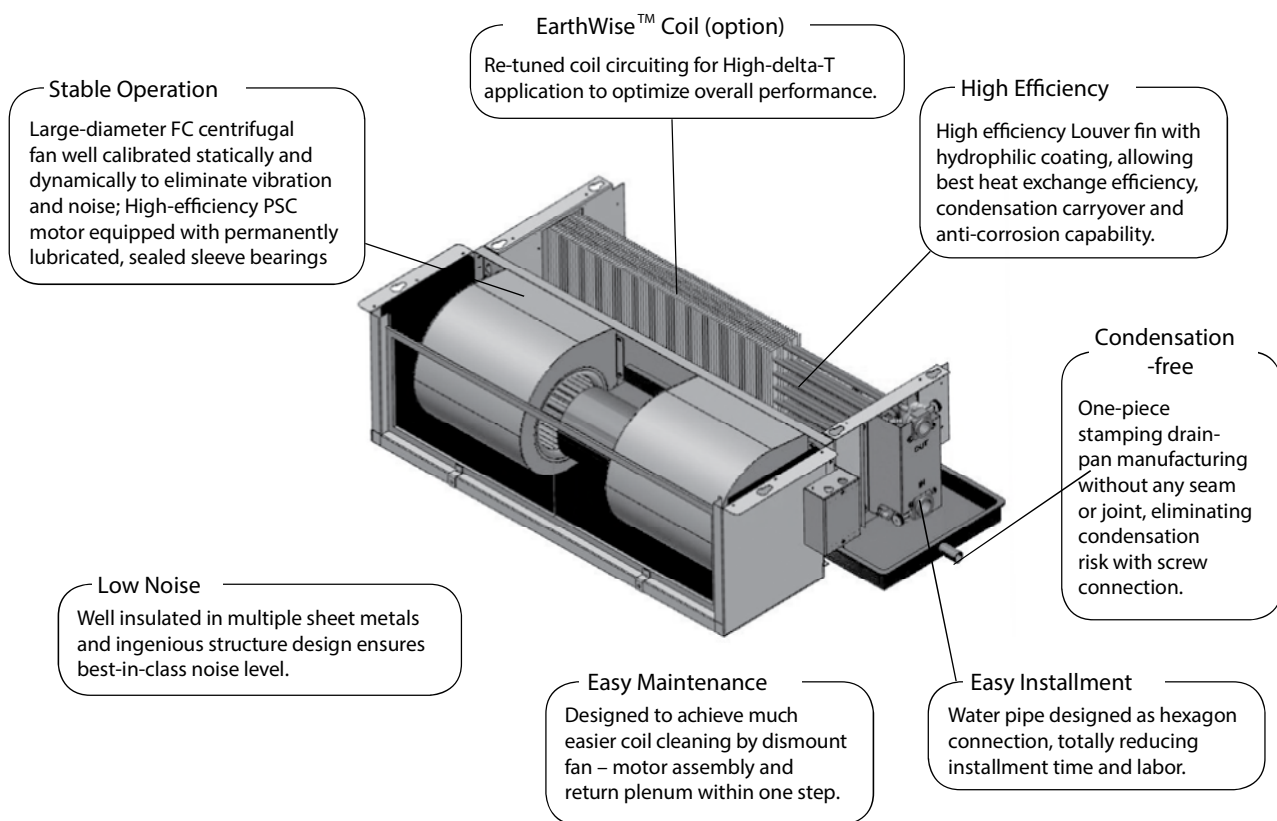 EarthWise™ Coil (option)
Re-tuned coil circuiting for High-delta-T
application to optimize overall performance.
Stable Operation
Large-diameter FC centrifugal
fan well calibrated statically and
dynamically to eliminate vibration
and noise; High-efficiency PSC
motor equipped with permanently
lubricated, sealed sleeve bearings
High Efficiency
High efficiency Louver fin with
hydrophilic coating, allowing
best heat exchange efficiency,
condensation carryover and
anti-corrosion capability.
Condensation
-free
One-piece
stamping drain-
pan manufacturing
without any seam
or joint, eliminating
condensation
risk with screw
connection.
OUT
IN
Low Noise
Well insulated in multiple sheet metals
and ingenious structure design ensures
best-in-class noise level.
Easy Maintenance
Designed to achieve much
easier coil cleaning by dismount
fan – motor assembly and
return plenum within one step.
Easy Installment
Water pipe designed as hexagon
connection, totally reducing
installment time and labor.